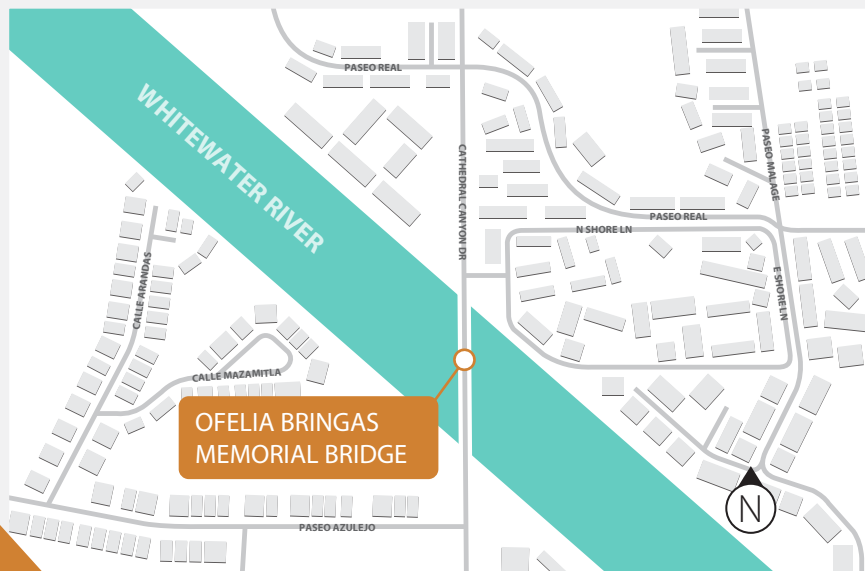 PASEO REAL
WHITEWATER RIVER
CATHEDRAL CANYON DR
PASEO MALAGE
PASEO REAL
N SHORE LN
CALLE ARANDAS
E SHORE LN
CALLE MAZAMITLA
OFELIA BRINGAS
MEMORIAL BRIDGE
N
PASEO AZULEJO